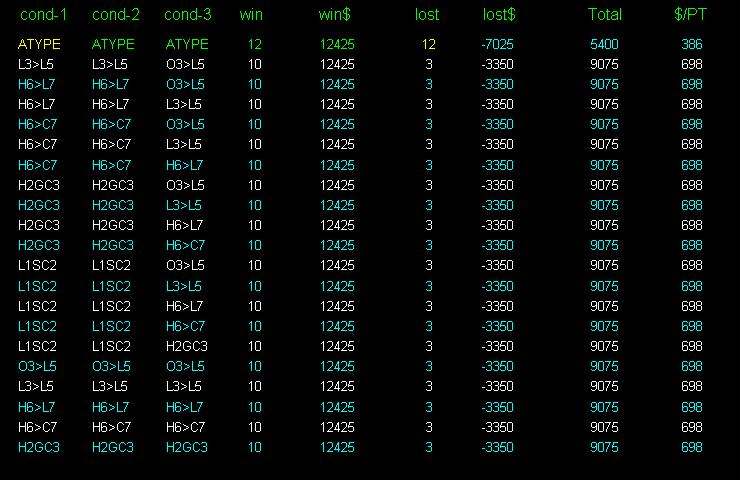 cond-1 cond-2 cond-3 win win$ lost lost$ Total $/PT
ATYPE ATYPE ATYPE 12 12425 12 -7025 5400 386
L3>L5 L3>L5 O3>L5 10 12425 3 -3350 9075 698
H6>L7 H6>L7 O3>L5 10 12425 3 -3350 9075 698
H6>L7 H6>L7 L3>L5 10 12425 3 -3350 9075 698
H6>C7 H6>C7 O3>L5 10 12425 3 -3350 9075 698
H6>C7 H6>C7 L3>L5 10 12425 3 -3350 9075 698
H6>C7 H6>C7 H6>L7 10 12425 3 -3350 9075 698
H2GC3 H2GC3 O3>L5 10 12425 3 -3350 9075 698
H2GC3 H2GC3 L3>L5 10 12425 3 -3350 9075 698
H2GC3 H2GC3 H6>L7 10 12425 3 -3350 9075 698
H2GC3 H2GC3 H6>C7 10 12425 3 -3350 9075 698
L1SC2 L1SC2 O3>L5 10 12425 3 -3350 9075 698
L1SC2 L1SC2 L3>L5 10 12425 3 -3350 9075 698
L1SC2 L1SC2 H6>L7 10 12425 3 -3350 9075 698
L1SC2 L1SC2 H6>C7 10 12425 3 -3350 9075 698
L1SC2 L1SC2 H2GC3 10 12425 3 -3350 9075 698
O3>L5 O3>L5 O3>L5 10 12425 3 -3350 9075 698
L3>L5 L3>L5 L3>L5 10 12425 3 -3350 9075 698
H6>L7 H6>L7 H6>L7 10 12425 3 -3350 9075 698
H6>C7 H6>C7 H6>C7 10 12425 3 -3350 9075 698
H2GC3 H2GC3 H2GC3 10 12425 3 -3350 9075 698